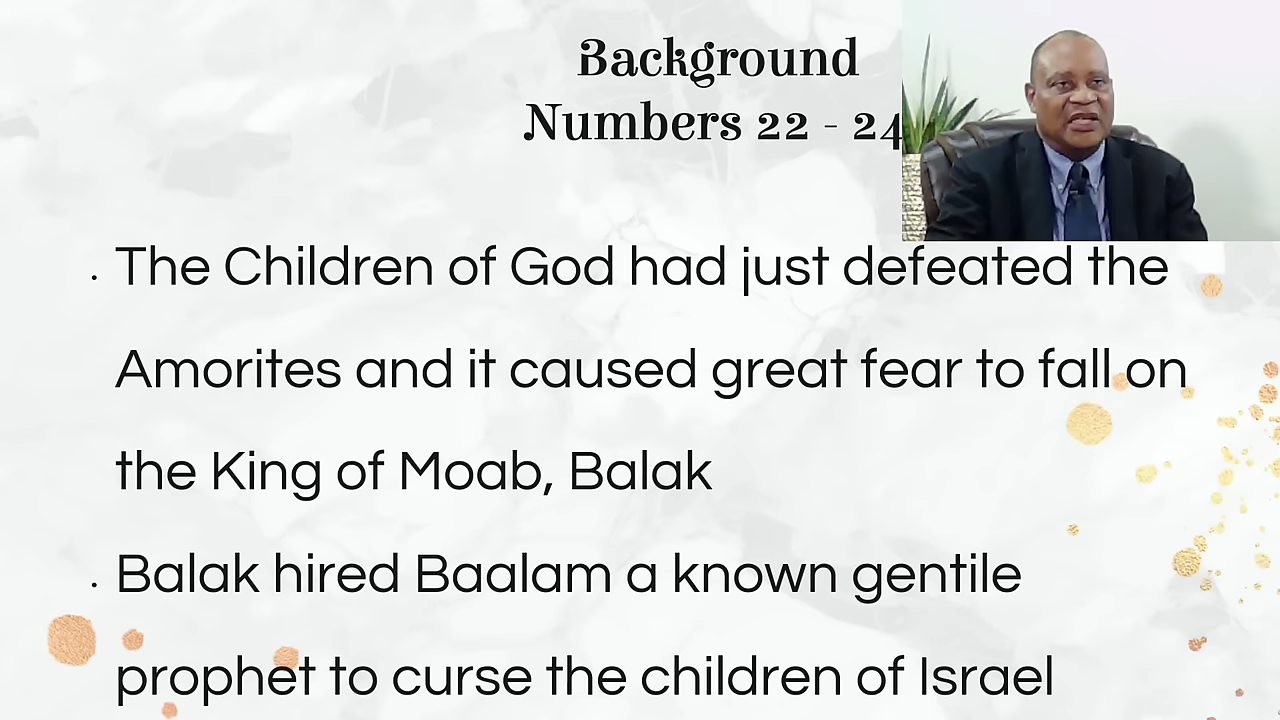 Background
Numbers 22 - 24
. The Children of God had just defeated the
Amorites and it caused great fear to fall on
the King of Moab, Balak
. Balak hired Baalam a known gentile
prophet to curse the children of Israel